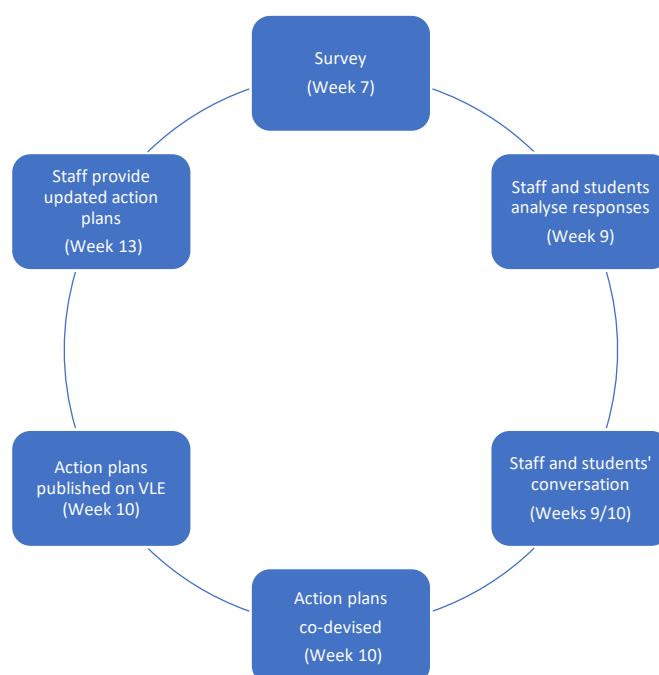 Survey
(Week 7)
Staff and students
analyse responses
(Week 9)
Staff and students'
conversation
(Weeks 9/10)
Action plans
co-devised
(Week 10)
Action plans
published on VLE
(Week 10)
Staff provide
updated action
plans
(Week 13)